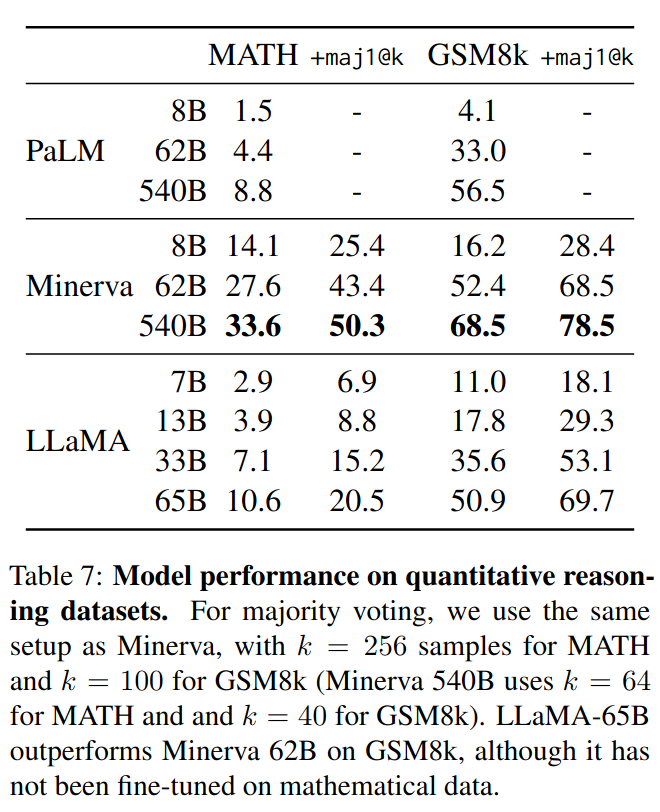 MATH +maj1@k GSM8k +maj1@k
8B 1.5 - 4.1 -
PaLM 62B 4.4 - 33.0 -
540B 8.8 - 56.5 -
8B 14.1 25.4 16.2 28.4
Minerva 62B 27.6 43.4 52.4 68.5
540B 33.6 50.3 68.5 78.5
7B 2.9 6.9 11.0 18.1
13B 3.9 8.8 17.8 29.3
LLaMA
33B 7.1 15.2 35.6 53.1
65B 10.6 20.5 50.9 69.7
Table 7: Model performance on quantitative reason-
ing datasets. For majority voting, we use the same
setup as Minerva, with k = 256 samples for MATH
and k = 100 for GSM8k (Minerva 540B uses k = 64
for MATH and and k = 40 for GSM8k). LLaMA-65B
outperforms Minerva 62B on GSM8k, although it has
not been fine-tuned on mathematical data.